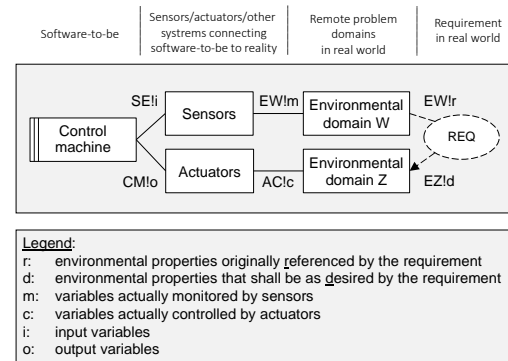 Software-to-be
Sensors/actuators/other
systems connecting
software-to-be to reality
Remote problem
domains
in real world
Requirement
in real world
SE!i
EW!m
EW!r
Control
machine
Sensors
Environmental
domain W
REQ
Actuators
Environmental
domain Z
CM!o
AC!c
EZ!d
Legend:
r: environmental properties originally referenced by the requirement
d: environmental properties that shall be as desired by the requirement
m: variables actually monitored by sensors
c: variables actually controlled by actuators
i: input variables
o: output variables